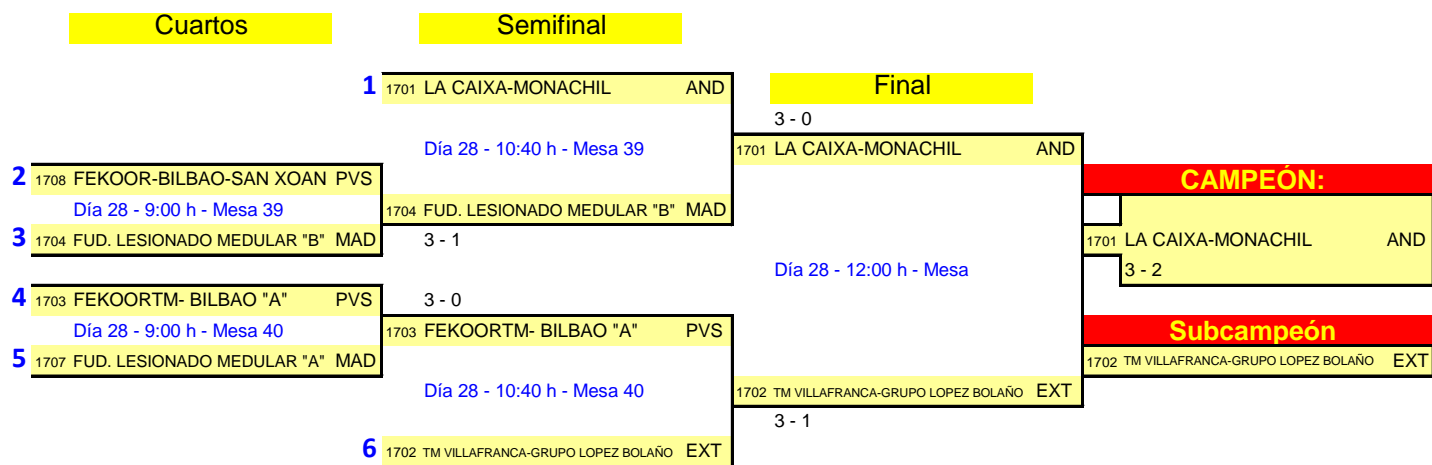 Cuartos Semifinal
1 1701 LA CAIXA-MONACHIL AND Final
3 - 0
Día 28 - 10:40 h - Mesa 39 1701 LA CAIXA-MONACHIL AND
2 1708 FEKOOR-BILBAO-SAN XOAN PVS CAMPEÓN:
Día 28 - 9:00 h - Mesa 39 1704 FUD. LESIONADO MEDULAR "B" MAD
3 1704 FUD. LESIONADO MEDULAR "B" MAD 3 - 1 1701 LA CAIXA-MONACHIL AND
Día 28 - 12:00 h - Mesa 3 - 2
4 1703 FEKOORTM- BILBAO "A" PVS 3 - 0
Día 28 - 9:00 h - Mesa 40 1703 FEKOORTM- BILBAO "A" PVS Subcampeón
5 1707 FUD. LESIONADO MEDULAR "A" MAD 1702 TM VILLAFRANCA-GRUPO LOPEZ BOLAÑO EXT
Día 28 - 10:40 h - Mesa 40 1702 TM VILLAFRANCA-GRUPO LOPEZ BOLAÑO EXT
3 - 1
6 1702 TM VILLAFRANCA-GRUPO LOPEZ BOLAÑO EXT